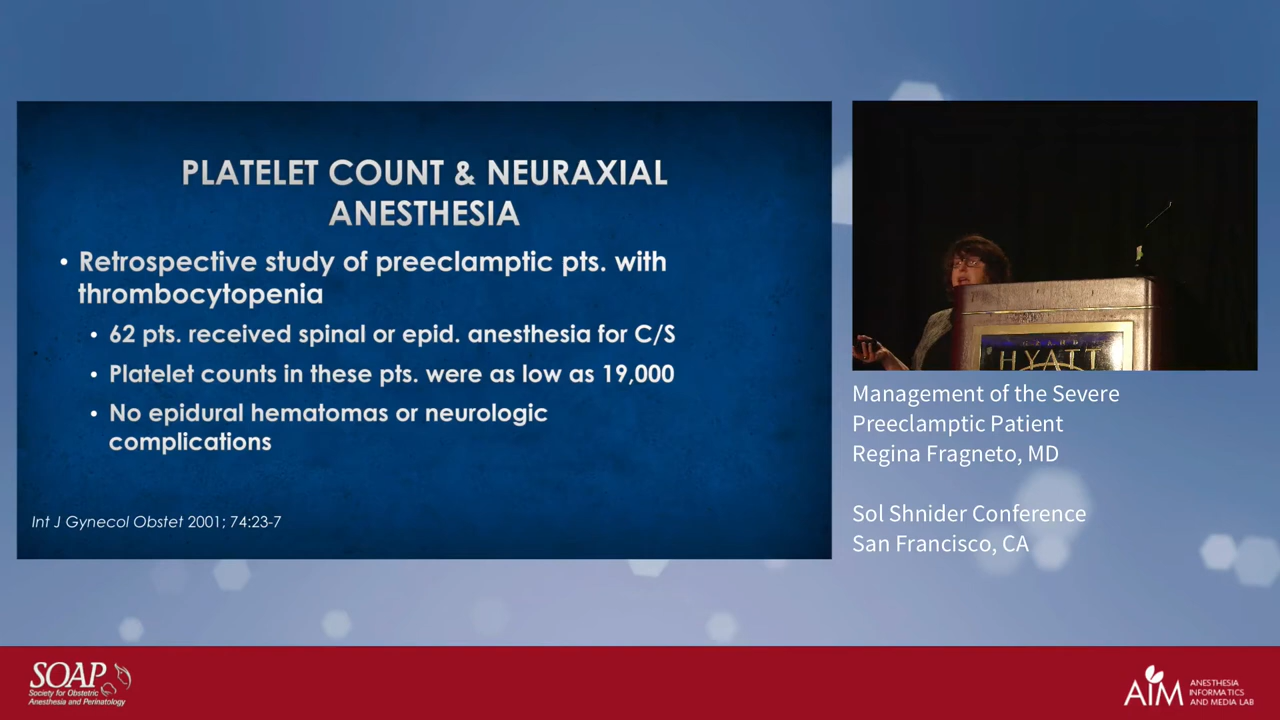 PLATELET COUNT & NEURAXIAL
ANESTHESIA
• Retrospective study of preeclamptic pts. with
thrombocytopenia
• 62 pts. received spinal or epid. anesthesia for C/S
• Platelet counts in these pts. were as low as 19,000
• No epidural hematomas or neurologic
complications
Int J Gynecol Obstet 2001; 74:23-7
HYATT
Management of the Severe
Preeclamptic Patient
Regina Fragneto, MD
Sol Shnider Conference
San Francisco, CA
SOAP
Society for Obstetric
Anesthesia and Perinatology
AIM
ANESTHESIA
INFORMATICS
AND MEDIA LAB